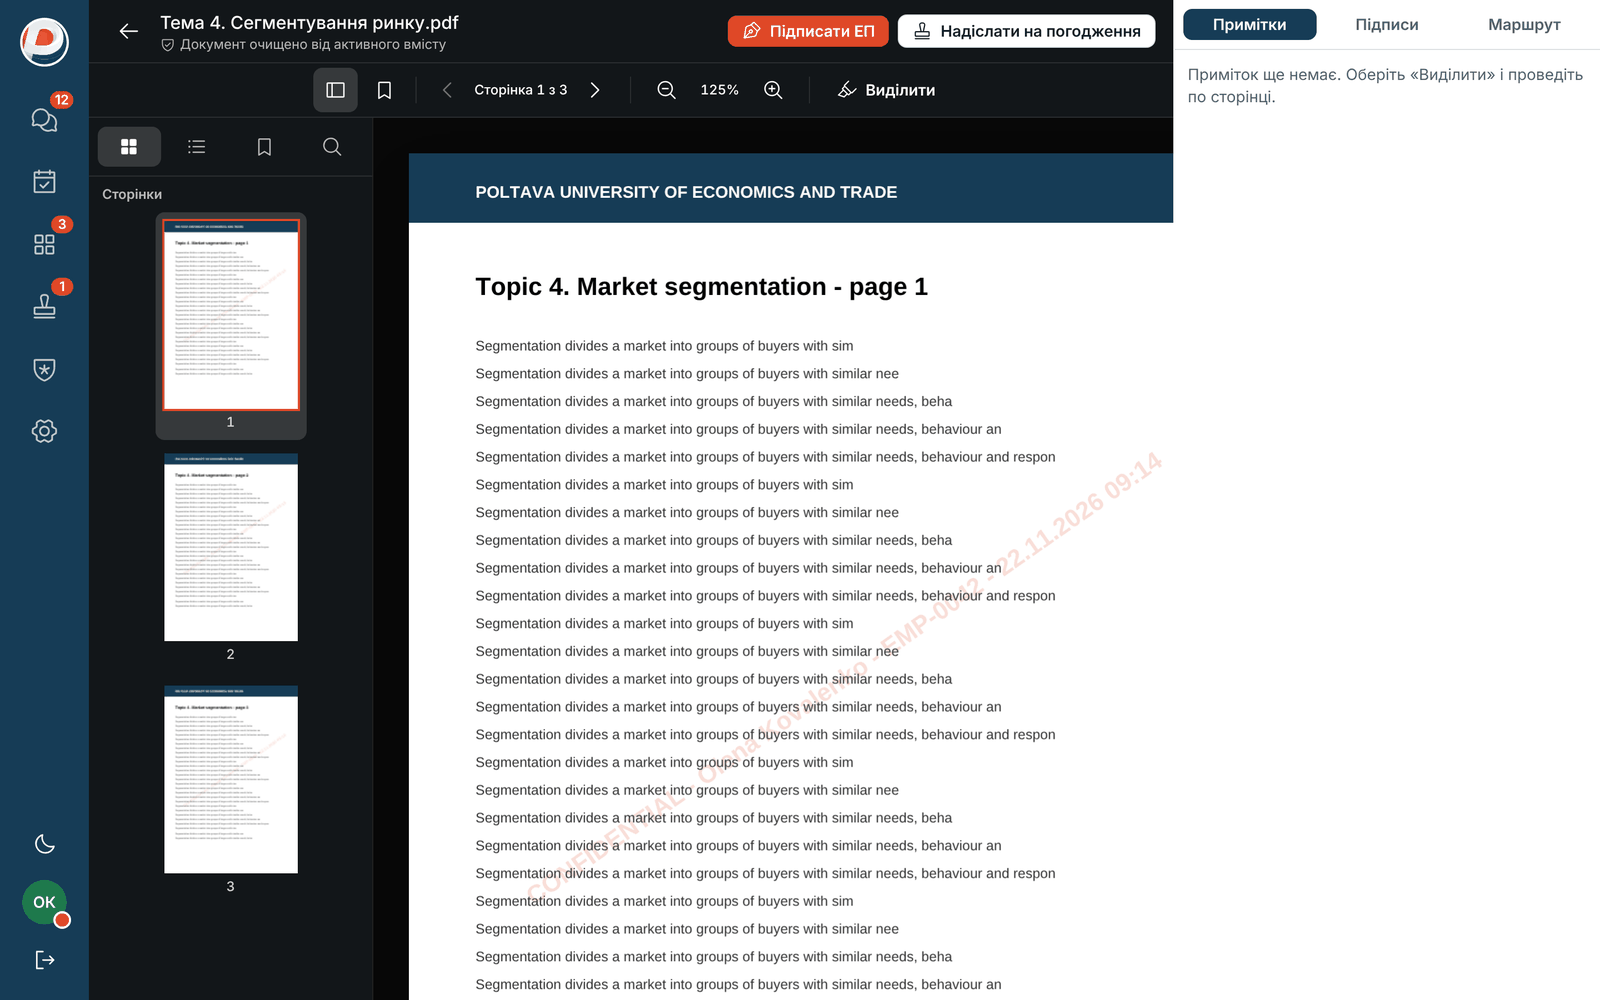 Тема 4. Сегментування ринку.pdf
Документ очищено від активного вмісту
Підписати ЕП
Надіслати на погодження
Примітки
Підписи
Маршрут
12
3
1
Сторінка 1 з 3
125%
Виділити
Приміток ще немає. Оберіть «Виділити» і проведіть
по сторінці.
Сторінки
1
2
3
ОК
POLTAVA UNIVERSITY OF ECONOMICS AND TRADE
Topic 4. Market segmentation - page 1
Segmentation divides a market into groups of buyers with sim
Segmentation divides a market into groups of buyers with similar nee
Segmentation divides a market into groups of buyers with similar needs, beha
Segmentation divides a market into groups of buyers with similar needs, behaviour an
Segmentation divides a market into groups of buyers with similar needs, behaviour and respon
Segmentation divides a market into groups of buyers with sim
Segmentation divides a market into groups of buyers with similar nee
Segmentation divides a market into groups of buyers with similar needs, beha
Segmentation divides a market into groups of buyers with similar needs, behaviour an
Segmentation divides a market into groups of buyers with similar needs, behaviour and respon
Segmentation divides a market into groups of buyers with sim
Segmentation divides a market into groups of buyers with similar nee
Segmentation divides a market into groups of buyers with similar needs, beha
Segmentation divides a market into groups of buyers with similar needs, behaviour an
Segmentation divides a market into groups of buyers with similar needs, behaviour and respon
Segmentation divides a market into groups of buyers with sim
Segmentation divides a market into groups of buyers with similar nee
Segmentation divides a market into groups of buyers with similar needs, beha
Segmentation divides a market into groups of buyers with similar needs, behaviour an
Segmentation divides a market into groups of buyers with similar needs, behaviour and respon
Segmentation divides a market into groups of buyers with sim
Segmentation divides a market into groups of buyers with similar nee
Segmentation divides a market into groups of buyers with similar needs, beha
Segmentation divides a market into groups of buyers with similar needs, behaviour an
CONFIDENTIAL - Olena Kovalenko - EMP-0042 - 22.11.2026 09:14